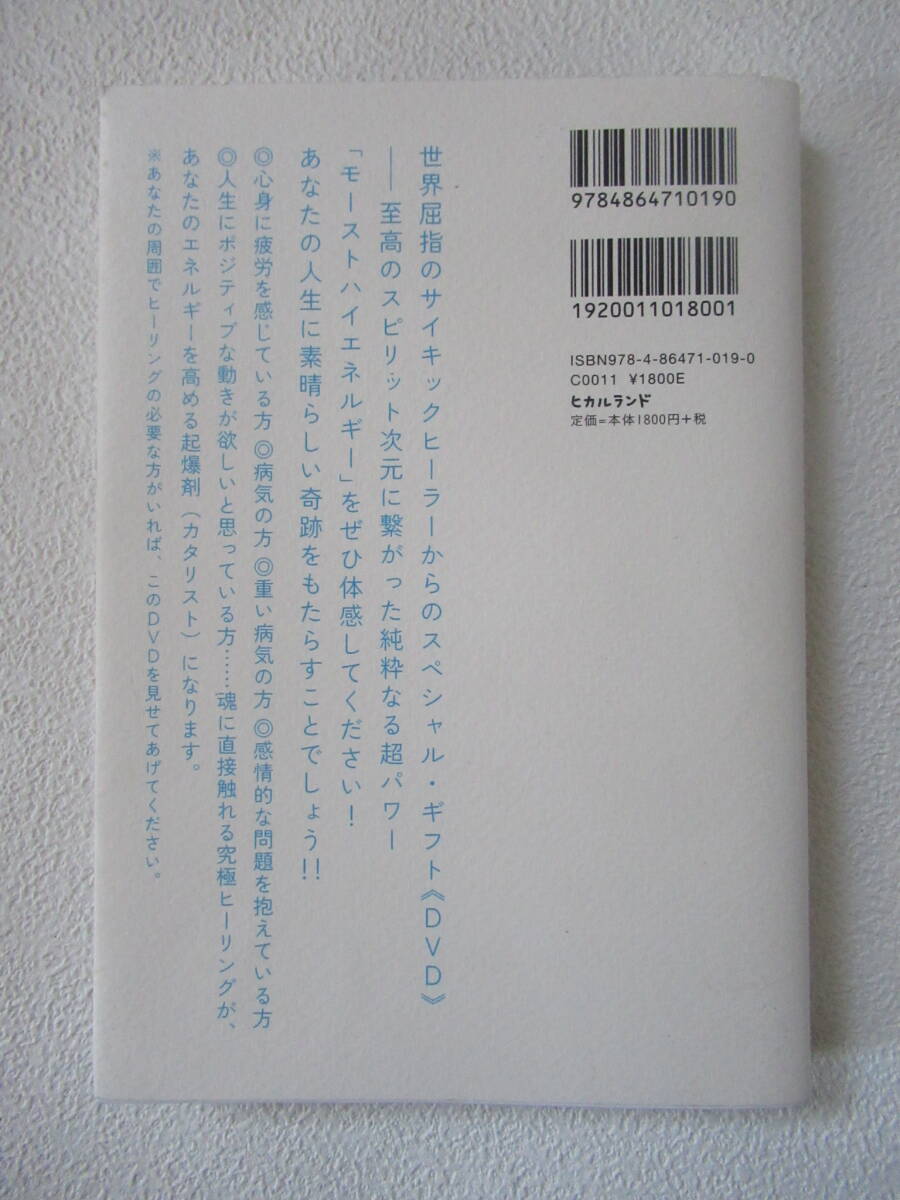 9784864710190
1920011018001
ISBN978-4-86471-019-0
C0011 ¥1800E
ヒカルランド
定価=本体1800円+税
世界屈指のサイキックヒーラーからのスペシャル・ギフト《DVD》
――至高のスピリット次元に繋がった純粋なる超パワー
「モーストハイエネルギー」をぜひ体感してください!
あなたの人生に素晴らしい奇跡をもたらすことでしょう!!
◎心身に疲労を感じている方 ◎病気の方 ◎重い病気の方 ◎感情的な問題を抱えている方
◎人生にポジティブな動きが欲しいと思っている方……魂に直接触れる究極ヒーリングが、
あなたのエネルギーを高める起爆剤(カタリスト)になります。
※あなたの周囲でヒーリングの必要な方がいれば、このDVDを見せてあげてください。